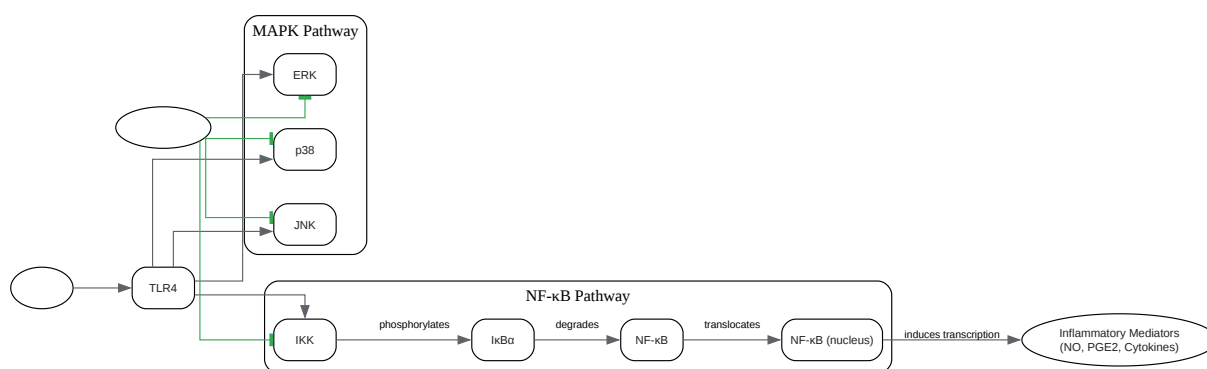 MAPK Pathway
ERK
p38
JNK
TLR4
NF-κB Pathway
IKK
phosphorylates
IκBα
degrades
NF-κB
translocates
NF-κB (nucleus)
induces transcription
Inflammatory Mediators
(NO, PGE2, Cytokines)